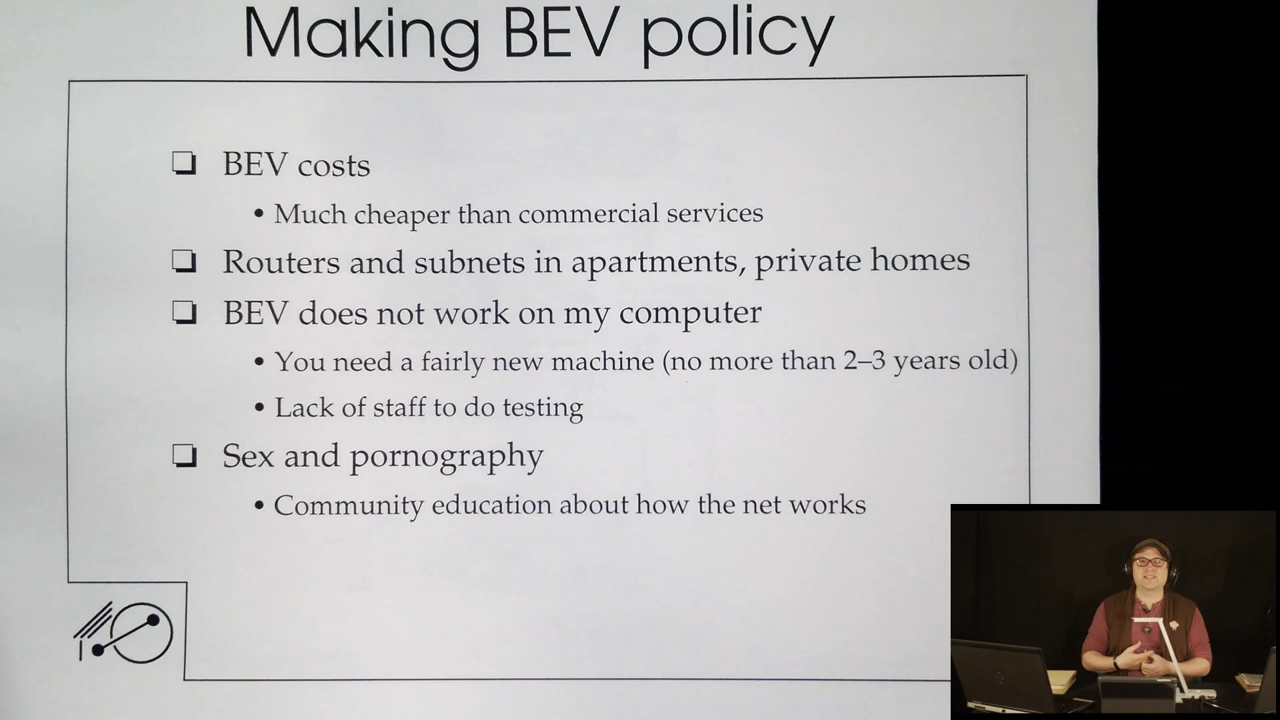 Making BEV policy
❏ BEV costs
• Much cheaper than commercial services
❏ Routers and subnets in apartments, private homes
❏ BEV does not work on my computer
• You need a fairly new machine (no more than 2–3 years old)
• Lack of staff to do testing
❏ Sex and pornography
• Community education about how the net works